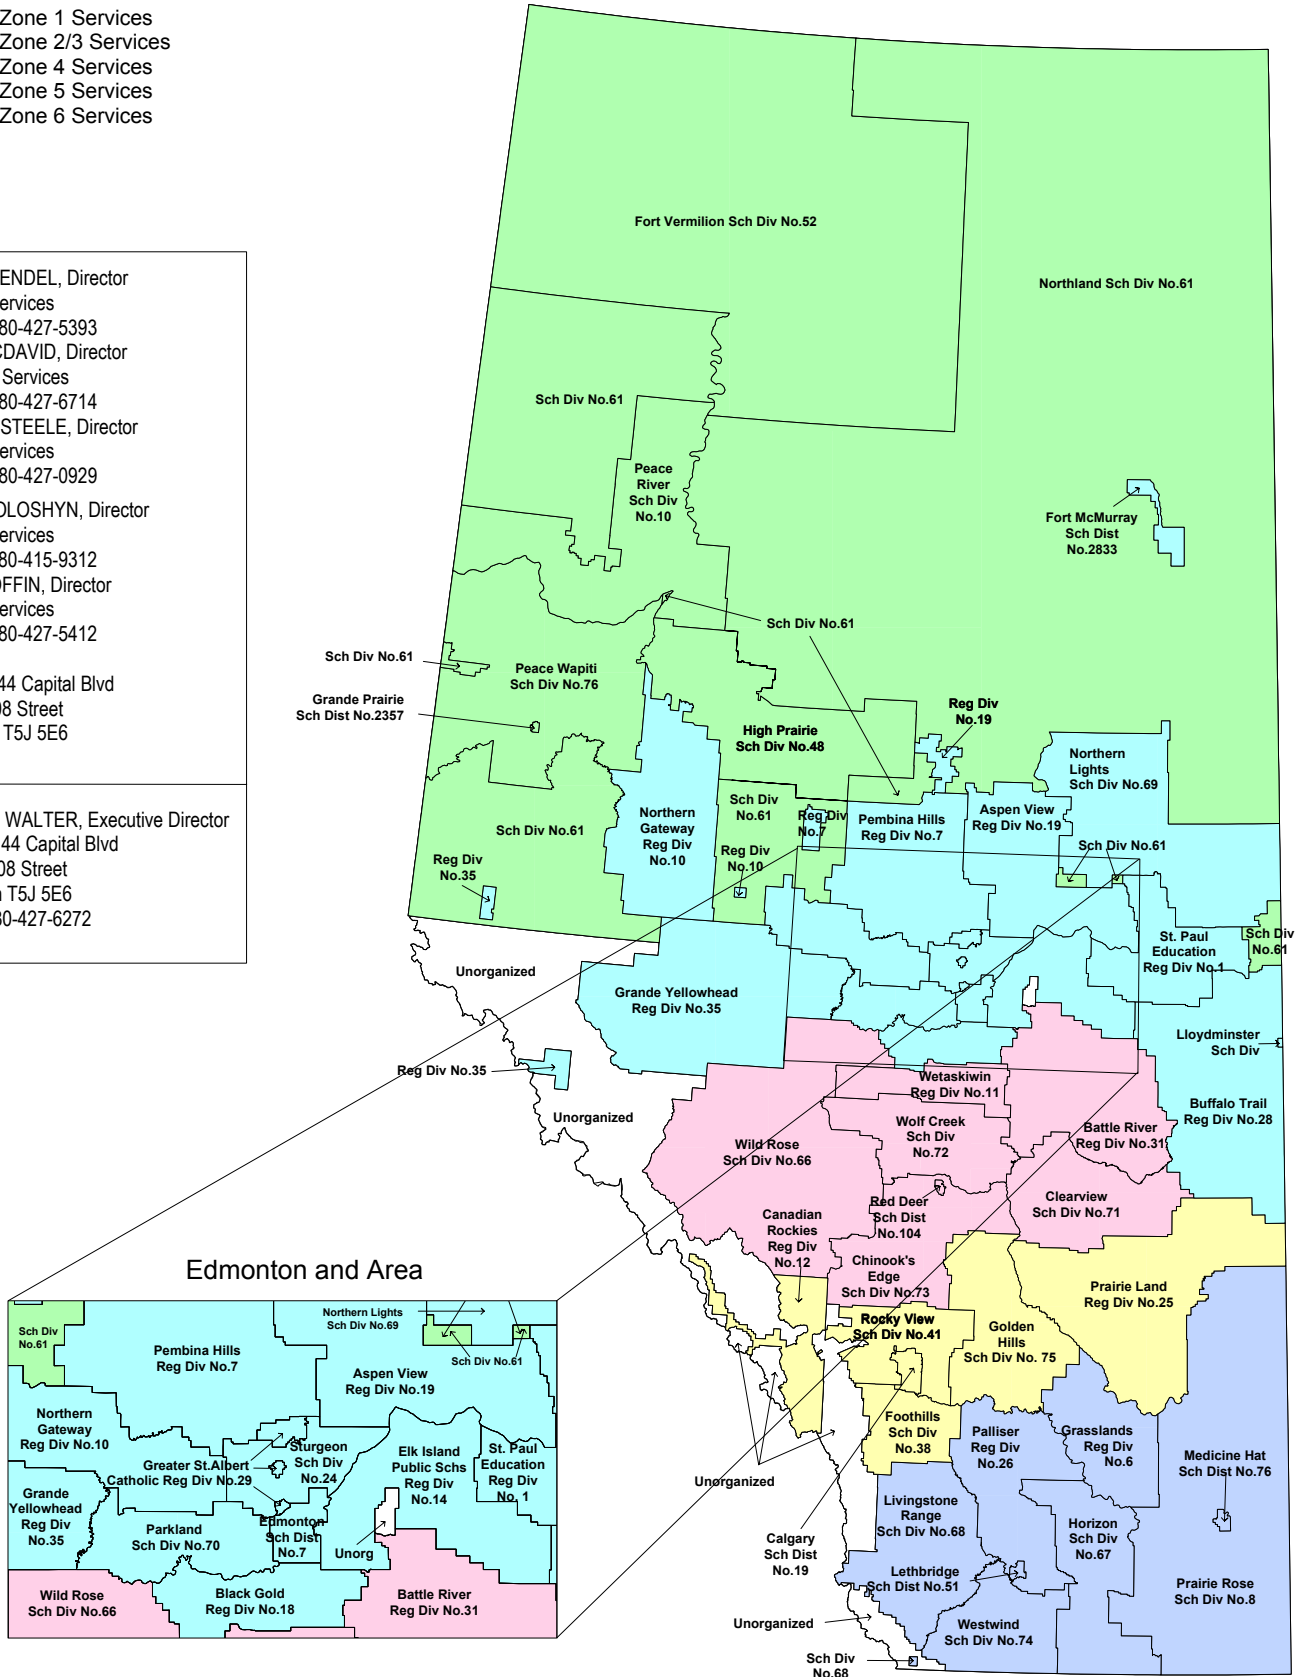 Zone 1 Services
Zone 2/3 Services
Zone 4 Services
Zone 5 Services
Zone 6 Services
ENDEL, Director
ervices
80-427-5393
CDAVID, Director
Services
80-427-6714
STEELE, Director
ervices
80-427-0929
OLOSHYN, Director
ervices
80-415-9312
OFFIN, Director
ervices
80-427-5412
44 Capital Blvd
08 Street
T5J 5E6
WALTER, Executive Director
44 Capital Blvd
08 Street
T5J 5E6
80-427-6272
Fort Vermilion Sch Div No.52
Northland Sch Div No.61
Sch Div No.61
Peace
River
Sch Div
No.10
Fort McMurray
Sch Dist
No.2833
Sch Div No.61
Sch Div No.61
Peace Wapiti
Sch Div No.76
Grande Prairie
Sch Dist No.2357
High Prairie
Sch Div No.48
Reg Div
No.19
Northern
Lights
Sch Div No.69
Sch Div No.61
Northern
Gateway
Reg Div
No.10
Sch Div
No.61
Reg Div
No.7
Pembina Hills
Reg Div No.7
Aspen View
Reg Div No.19
Sch Div No.61
Reg Div
No.35
Reg Div
No.10
St. Paul
Education
Reg Div No.1
Sch Div
No.61
Unorganized
Grande Yellowhead
Reg Div No.35
Lloydminster
Sch Div
Reg Div No.35
Unorganized
Wetaskiwin
Reg Div No.11
Buffalo Trail
Reg Div No.28
Wolf Creek
Sch Div
No.72
Battle River
Reg Div No.31
Wild Rose
Sch Div No.66
Red Deer
Sch Dist
No.104
Clearview
Sch Div No.71
Canadian
Rockies
Reg Div
No.12
Chinook's
Edge
Sch Div No.73
Prairie Land
Reg Div No.25
Rocky View
Sch Div No.41
Golden
Hills
Sch Div No. 75
Foothills
Sch Div
No.38
Palliser
Reg Div
No.26
Grasslands
Reg Div
No.6
Medicine Hat
Sch Dist No.76
Unorganized
Livingstone
Range
Sch Div No.68
Calgary
Sch Dist
No.19
Horizon
Sch Div
No.67
Lethbridge
Sch Dist No.51
Prairie Rose
Sch Div No.8
Unorganized
Westwind
Sch Div No.74
Sch Div
No.68
Edmonton and Area
Sch Div
No.61
Northern Lights
Sch Div No.69
Pembina Hills
Reg Div No.7
Sch Div No.61
Aspen View
Reg Div No.19
Northern
Gateway
Reg Div No.10
Greater St.Albert
Catholic Reg Div No.29
Sturgeon
Sch Div
No.24
Elk Island
Public Schs
Reg Div
No.14
St. Paul
Education
Reg Div
No. 1
Grande
Yellowhead
Reg Div
No.35
Parkland
Sch Div No.70
Edmonton
Sch Dist
No.7
Unorg
Wild Rose
Sch Div No.66
Black Gold
Reg Div No.18
Battle River
Reg Div No.31